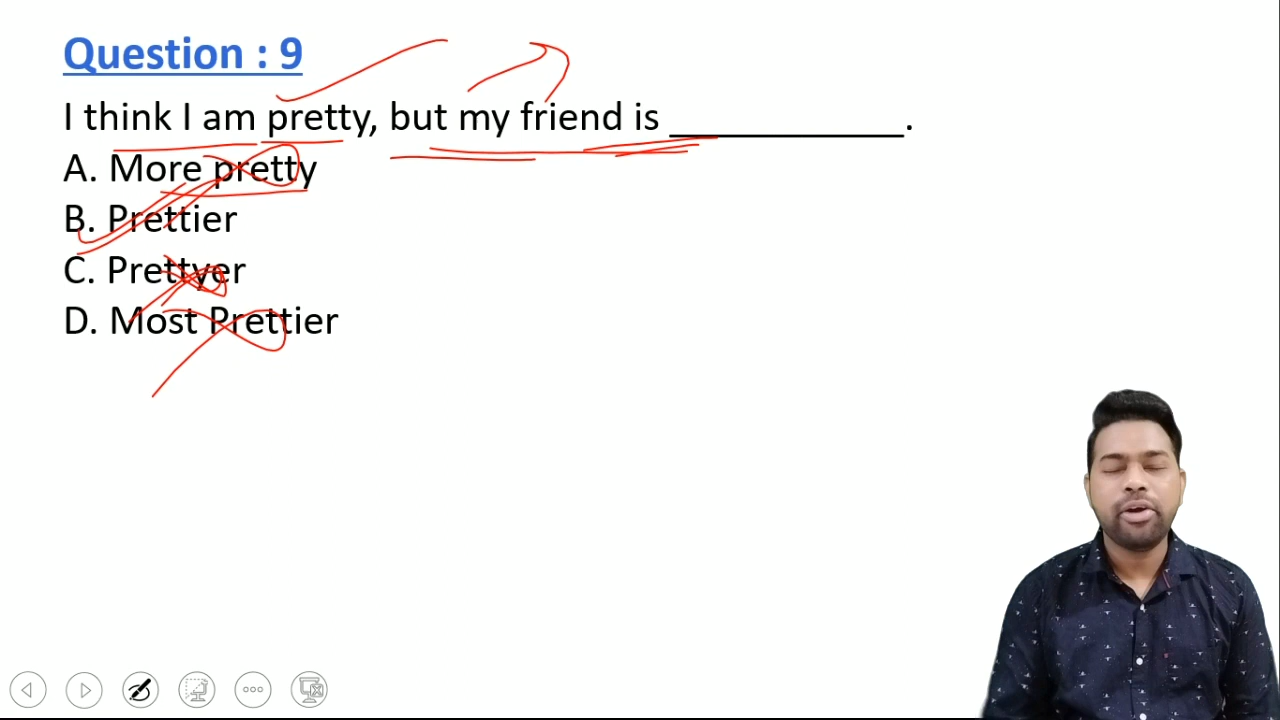 Question : 9
I think I am pretty, but my friend is ____________.
A. More pretty
B. Prettier
C. Prettyer
D. Most Prettier